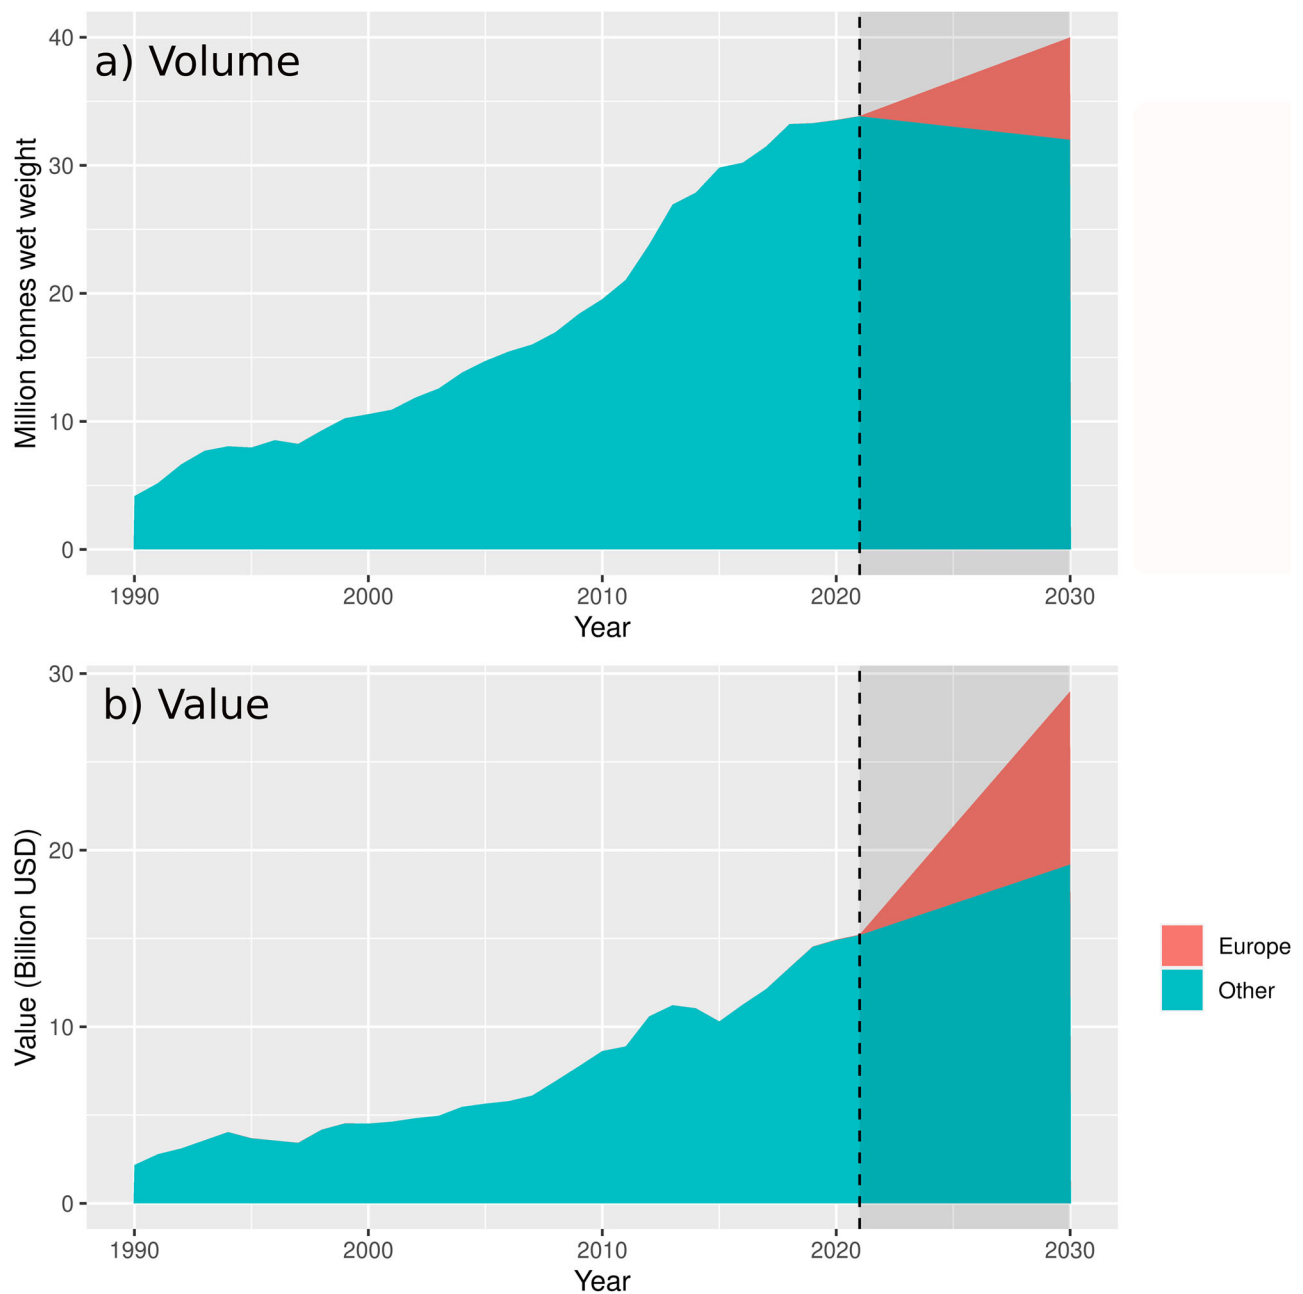 a) Volume
Million tonnes wet weight
40
30
20
10
0
1990 2000 2010 2020 2030
Year
b) Value
Value (Billion USD)
30
20
10
0
1990 2000 2010 2020 2030
Year
Europe
Other